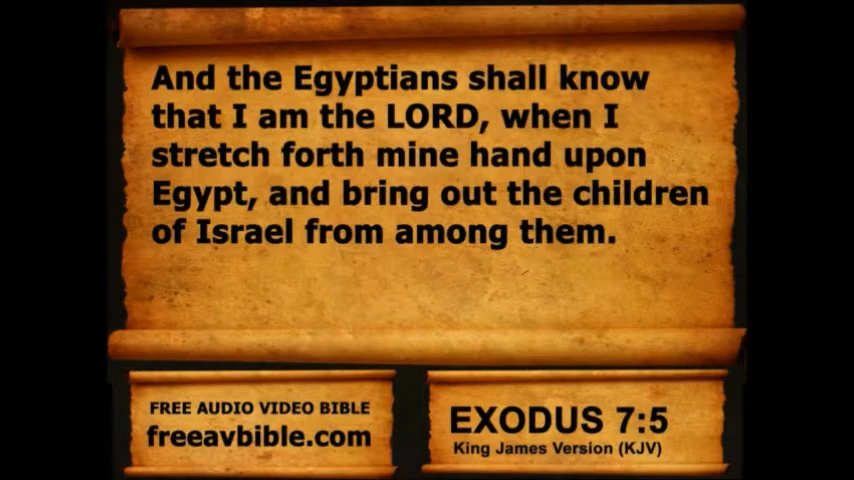 And the Egyptians shall know
that I am the LORD, when I
stretch forth mine hand upon
Egypt, and bring out the children
of Israel from among them.
FREE AUDIO VIDEO BIBLE
freeavbible.com
EXODUS 7:5
King James Version (KJV)